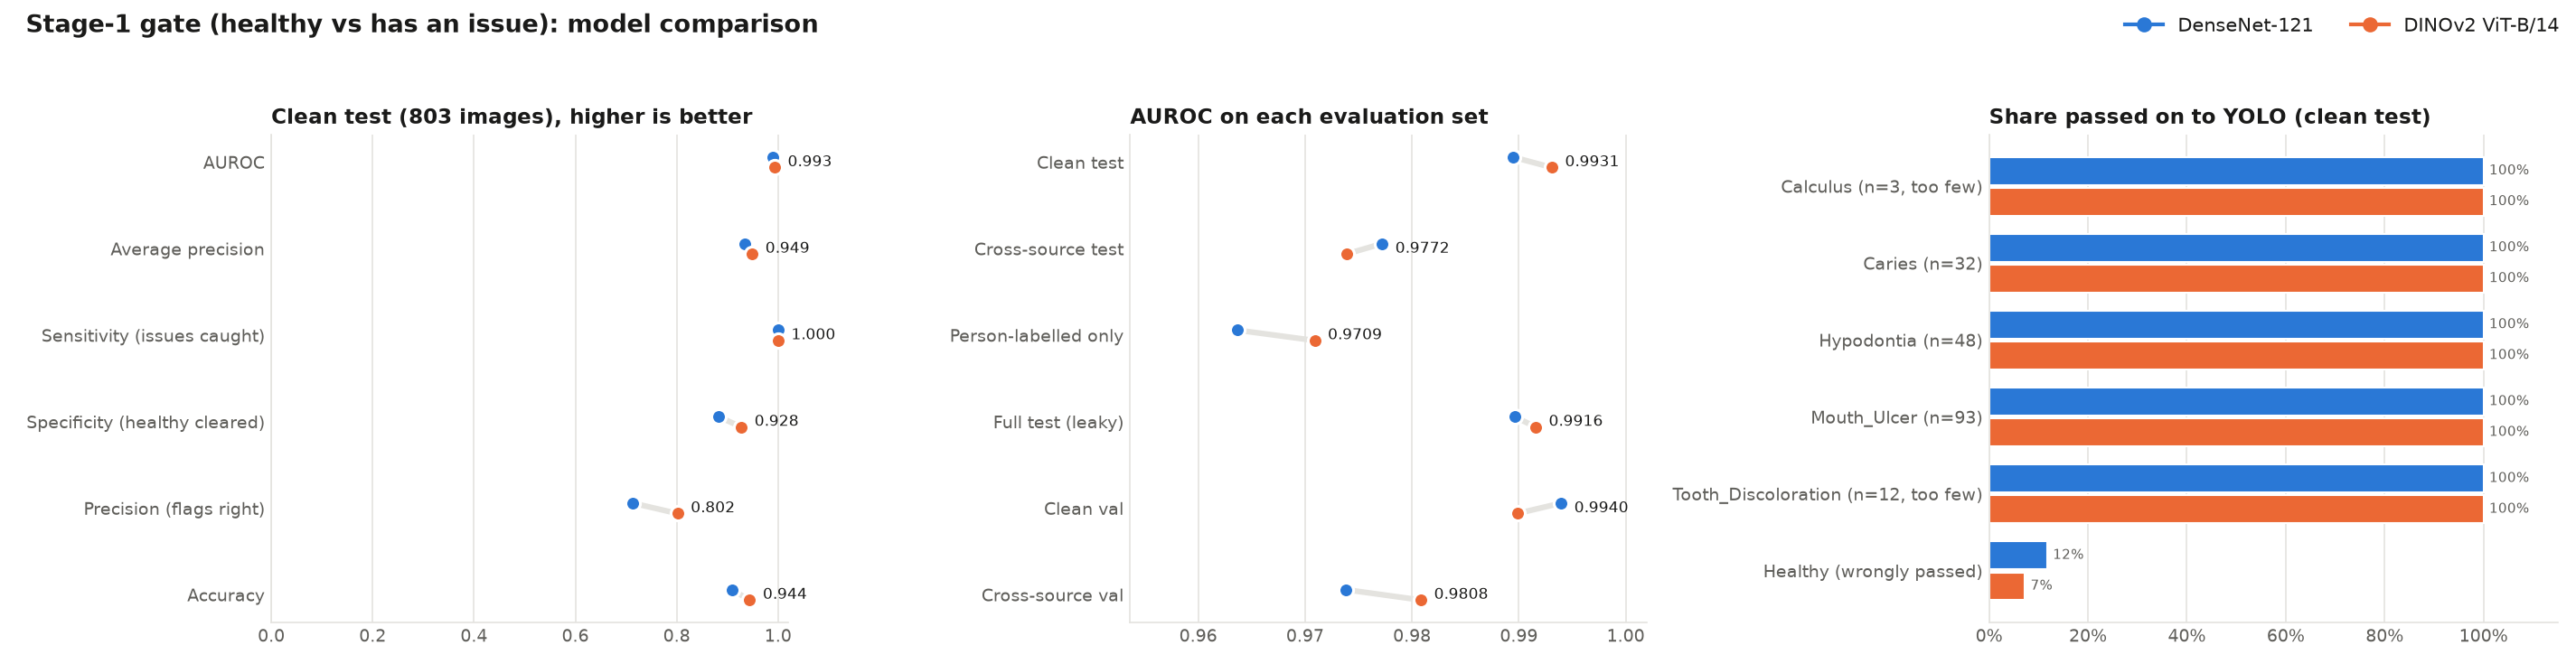 Stage-1 gate (healthy vs has an issue): model comparison
DenseNet-121
DINOv2 ViT-B/14
Clean test (803 images), higher is better
AUROC
0.993
Average precision
0.949
Sensitivity (issues caught)
1.000
Specificity (healthy cleared)
0.928
Precision (flags right)
0.802
Accuracy
0.944
0.0 0.2 0.4 0.6 0.8 1.0
AUROC on each evaluation set
Clean test
0.9931
Cross-source test
0.9772
Person-labelled only
0.9709
Full test (leaky)
0.9916
Clean val
0.9940
Cross-source val
0.9808
0.96 0.97 0.98 0.99 1.00
Share passed on to YOLO (clean test)
Calculus (n=3, too few)
100%
100%
Caries (n=32)
100%
100%
Hypodontia (n=48)
100%
100%
Mouth_Ulcer (n=93)
100%
100%
Tooth_Discoloration (n=12, too few)
100%
100%
Healthy (wrongly passed)
12%
7%
0% 20% 40% 60% 80% 100%